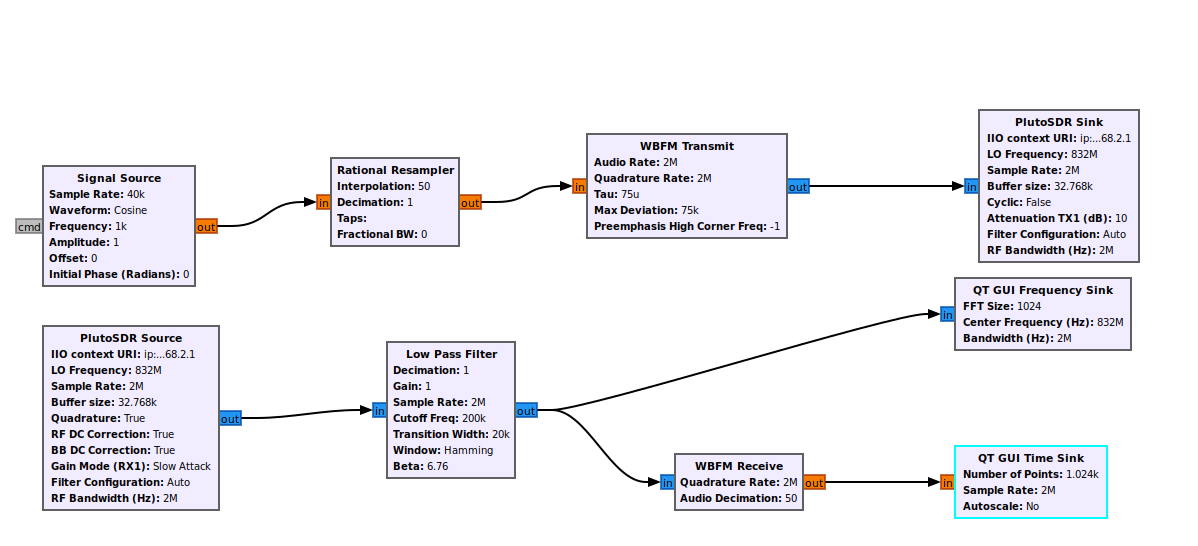 Signal Source
Sample Rate: 40k
Waveform: Cosine
Frequency: 1k
Amplitude: 1
Offset: 0
Initial Phase (Radians): 0
cmd
out
in
Rational Resampler
Interpolation: 50
Decimation: 1
Taps:
Fractional BW: 0
out
in
WBFM Transmit
Audio Rate: 2M
Quadrature Rate: 2M
Tau: 75u
Max Deviation: 75k
Preemphasis High Corner Freq: -1
out
in
PlutoSDR Sink
IIO context URI: ip:...68.2.1
LO Frequency: 832M
Sample Rate: 2M
Buffer size: 32.768k
Cyclic: False
Attenuation TX1 (dB): 10
Filter Configuration: Auto
RF Bandwidth (Hz): 2M
PlutoSDR Source
IIO context URI: ip:...68.2.1
LO Frequency: 832M
Sample Rate: 2M
Buffer size: 32.768k
Quadrature: True
RF DC Correction: True
BB DC Correction: True
Gain Mode (RX1): Slow Attack
Filter Configuration: Auto
RF Bandwidth (Hz): 2M
out
in
Low Pass Filter
Decimation: 1
Gain: 1
Sample Rate: 2M
Cutoff Freq: 200k
Transition Width: 20k
Window: Hamming
Beta: 6.76
out
in
QT GUI Frequency Sink
FFT Size: 1024
Center Frequency (Hz): 832M
Bandwidth (Hz): 2M
in
WBFM Receive
Quadrature Rate: 2M
Audio Decimation: 50
out
in
QT GUI Time Sink
Number of Points: 1.024k
Sample Rate: 2M
Autoscale: No